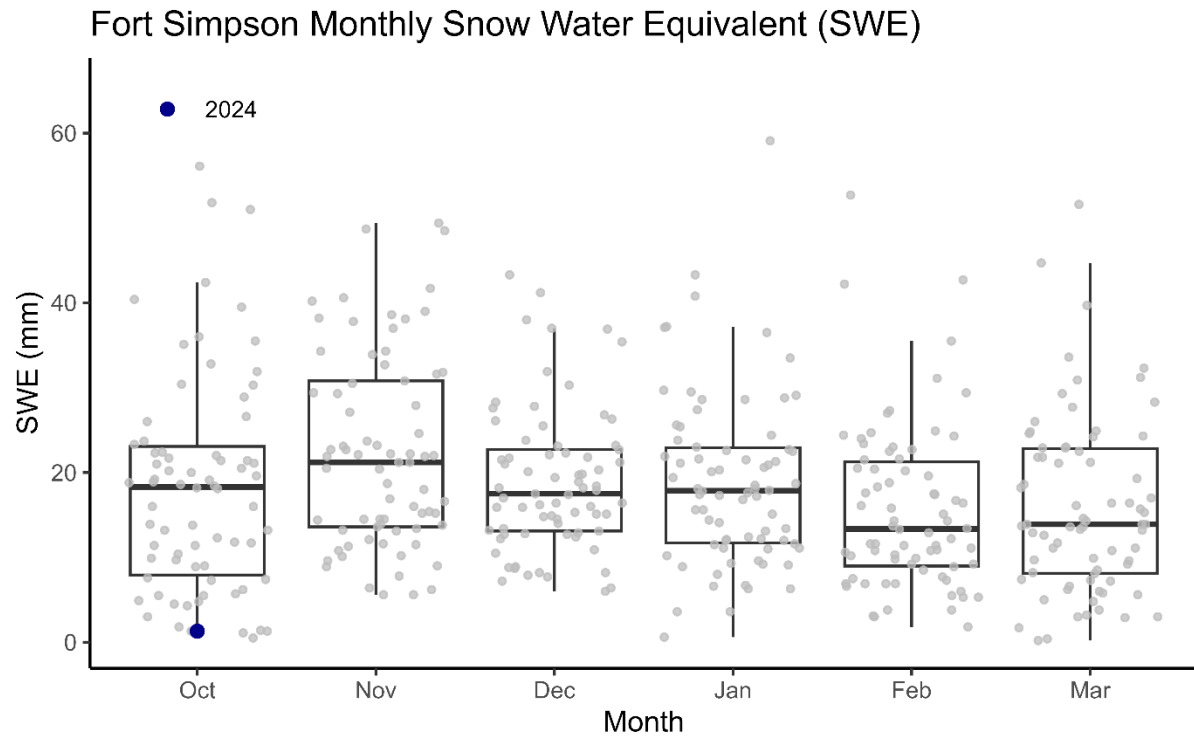 Fort Simpson Monthly Snow Water Equivalent (SWE)
2024
60
40
20
0
SWE (mm)
Oct Nov Dec Jan Feb Mar
Month